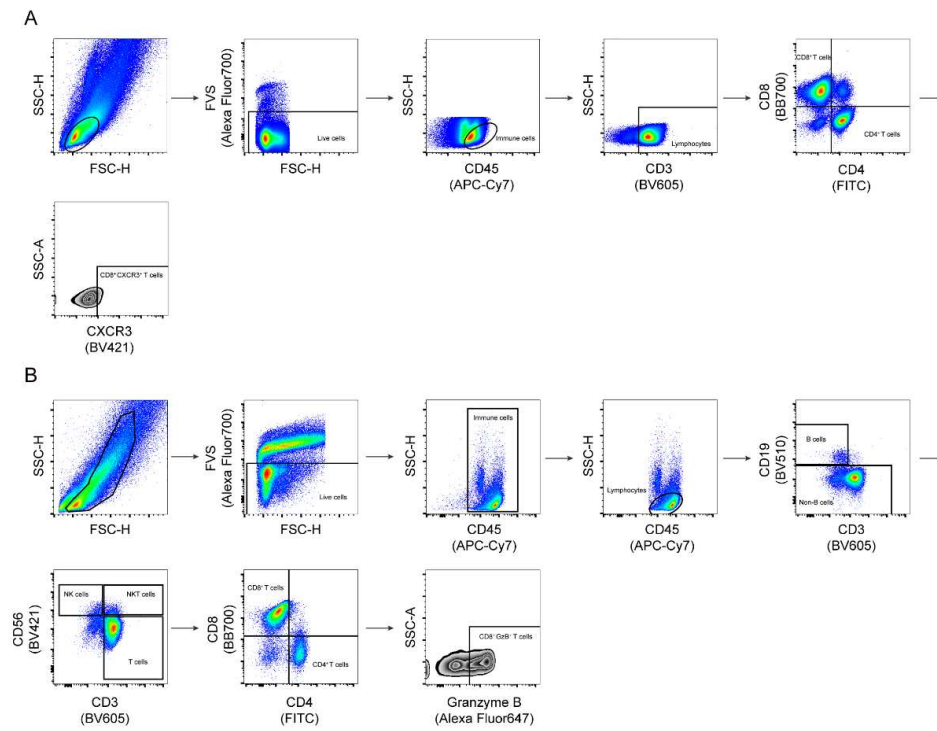 A
SSC-H
FSC-H
FVS
(Alexa Fluor700)
Live cells
FSC-H
SSC-H
Immune cells
CD45
(APC-Cy7)
SSC-H
Lymphocytes
CD3
(BV605)
CD8
(BB700)
CD8⁺ T cells
CD4⁺ T cells
CD4
(FITC)
SSC-A
CD8⁺CXCR3⁺ T cells
CXCR3
(BV421)
B
SSC-H
FSC-H
FVS
(Alexa Fluor700)
Live cells
FSC-H
SSC-H
Immune cells
CD45
(APC-Cy7)
SSC-H
Lymphocytes
CD45
(APC-Cy7)
CD19
(BV510)
B cells
Non-B cells
CD3
(BV605)
CD56
(BV421)
NK cells
NKT cells
T cells
CD3
(BV605)
CD8
(BB700)
CD8⁺ T cells
CD4⁺ T cells
CD4
(FITC)
SSC-A
CD8⁺ GzB⁺ T cells
Granzyme B
(Alexa Fluor647)